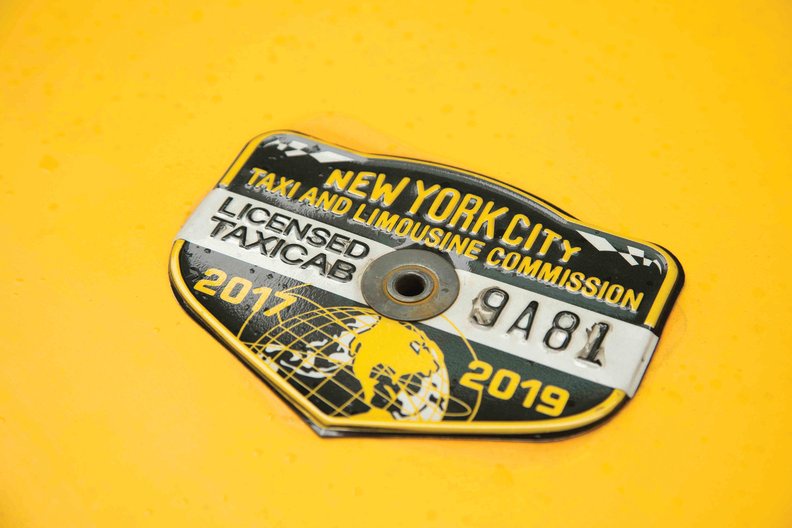 NEW YORK CITY
TAXI AND LIMOUSINE COMMISSION
LICENSED
TAXICAB
9A81
2017
2019